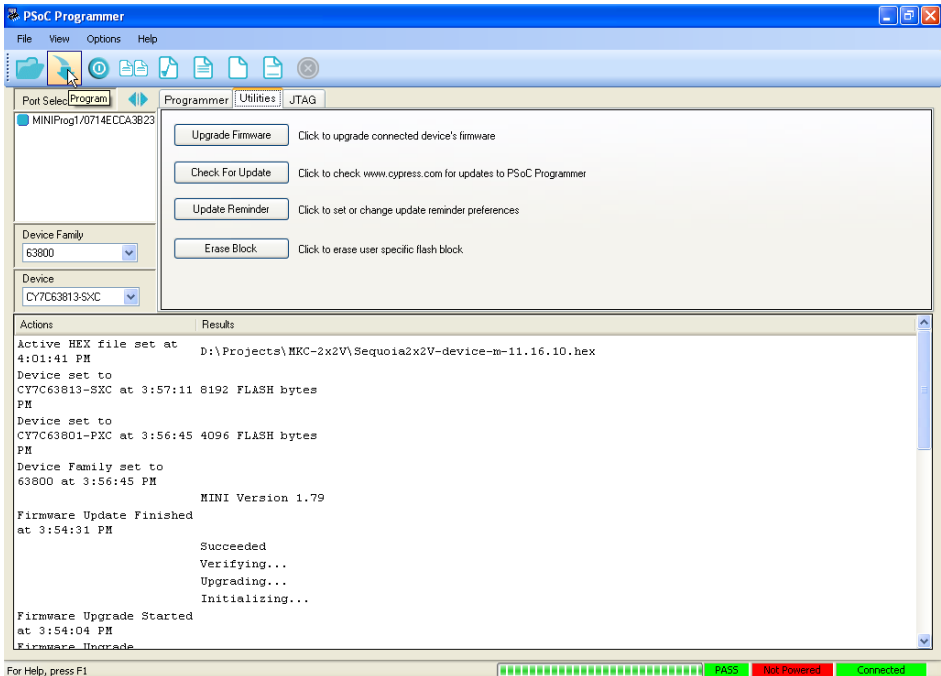 PSoC Programmer
File View Options Help
Port Selec
Program
Programmer Utilities JTAG
MINIProg1/0714ECCA3B23
Upgrade Firmware Click to upgrade connected device's firmware
Check For Update Click to check www.cypress.com for updates to PSoC Programmer
Update Reminder Click to set or change update reminder preferences
Erase Block Click to erase user specific flash block
Device Family
63800
Device
CY7C63813-SXC
Actions Results
Active HEX file set at
4:01:41 PM
D:\Projects\MKC-2x2V\Sequoia2x2V-device-m-11.16.10.hex
Device set to
CY7C63813-SXC at 3:57:11 8192 FLASH bytes
PM
Device set to
CY7C63801-PXC at 3:56:45 4096 FLASH bytes
PM
Device Family set to
63800 at 3:56:45 PM
MINI Version 1.79
Firmware Update Finished
at 3:54:31 PM
Succeeded
Verifying...
Upgrading...
Initializing...
Firmware Upgrade Started
at 3:54:04 PM
Firmware Upgrade
For Help, press F1 PASS Not Powered Connected